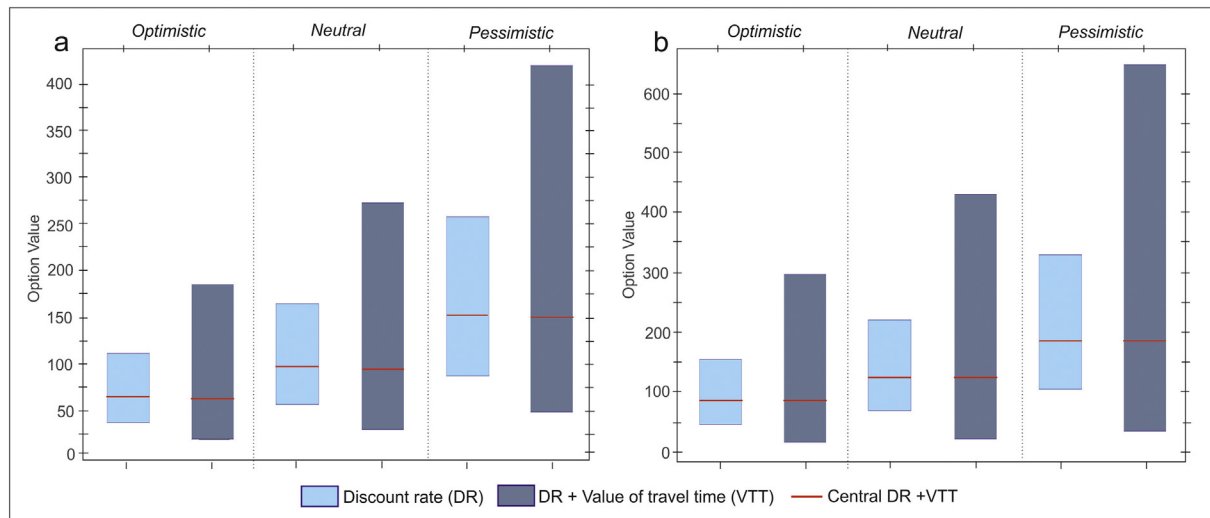 a
Optimistic
Neutral
Pessimistic
Option Value
400
350
300
250
200
150
100
50
0
b
Optimistic
Neutral
Pessimistic
Option Value
600
500
400
300
200
100
0
Discount rate (DR)
DR + Value of travel time (VTT)
Central DR +VTT